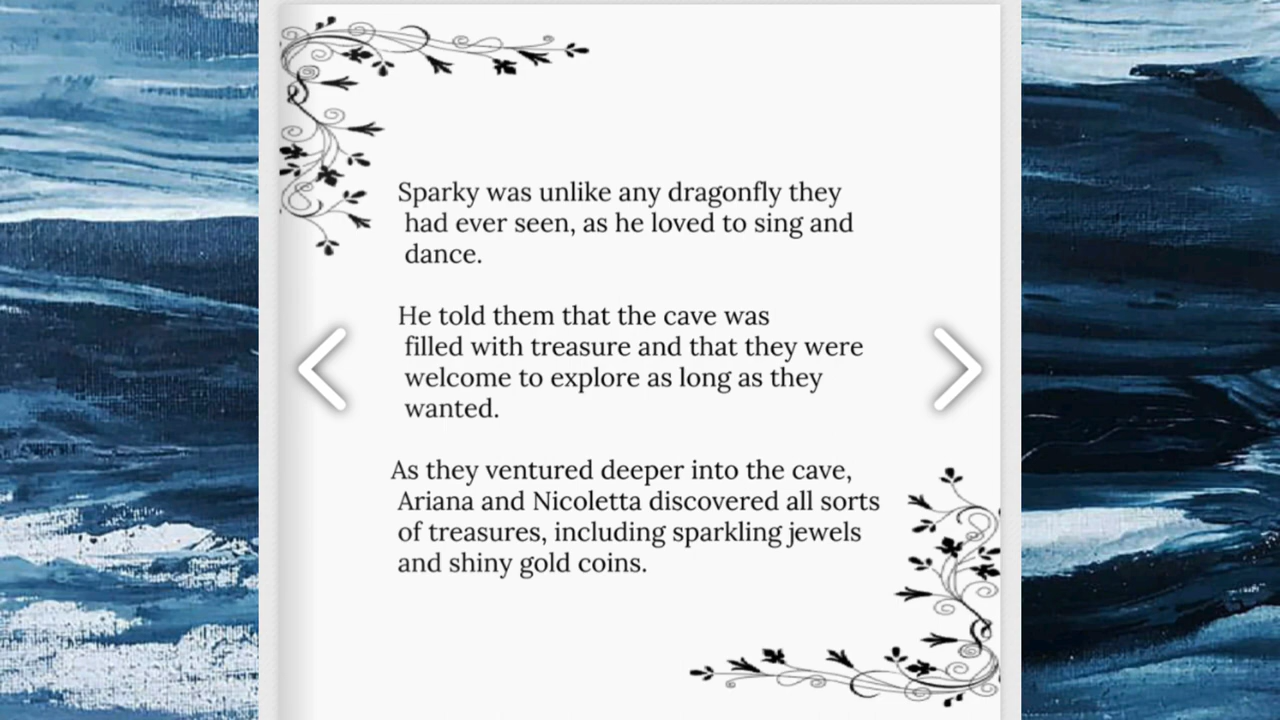 Sparky was unlike any dragonfly they
had ever seen, as he loved to sing and
dance.
He told them that the cave was
filled with treasure and that they were
welcome to explore as long as they
wanted.
As they ventured deeper into the cave,
Ariana and Nicoletta discovered all sorts
of treasures, including sparkling jewels
and shiny gold coins.